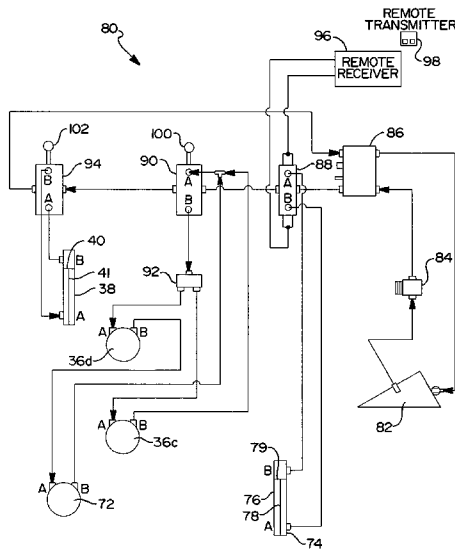 REMOTE
TRANSMITTER
80
96
98
REMOTE
RECEIVER
102
100
86
94
90
88
B
A
A
B
A
B
40
B
41
38
A
92
84
A
B
36d
82
A
B
36c
A
B
72
79
B
76
78
A
74